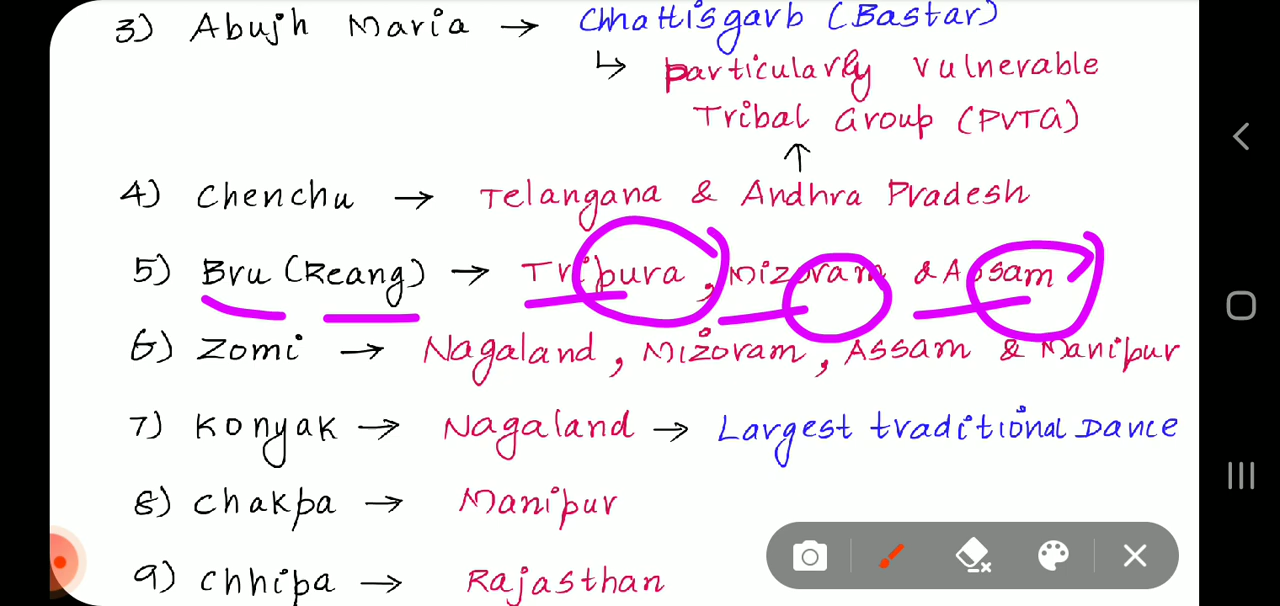 3) Abujh Maria → Chhattisgarh (Bastar)
↳ particularly vulnerable
Tribal Group (PVTG)
↑
4) Chenchu → Telangana & Andhra Pradesh
5) Bru (Reang) → Tripura, Mizoram & Assam
6) Zomi → Nagaland, Mizoram, Assam & Manipur
7) Konyak → Nagaland → Largest traditional Dance
8) Chakpa → Manipur
9) Chhipa → Rajasthan